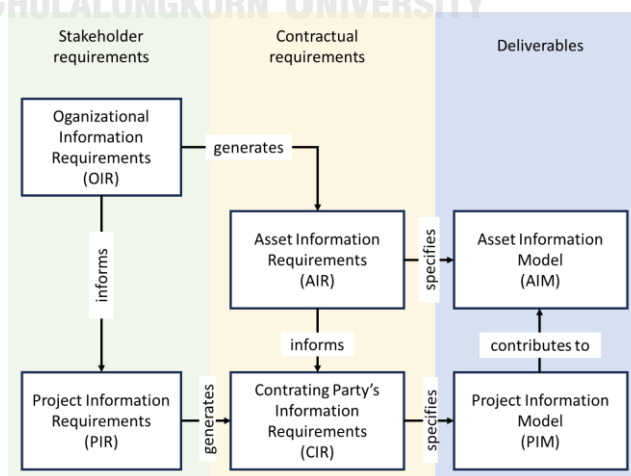 CHULALONGKORN UNIVERSITY
Stakeholder
requirements
Contractual
requirements
Deliverables
Oganizational
Information
Requirements
(OIR)
generates
Asset Information
Requirements
(AIR)
specifies
Asset Information
Model
(AIM)
informs
informs
contributes to
Project Information
Requirements
(PIR)
generates
Contrating Party's
Information
Requirements
(CIR)
specifies
Project Information
Model
(PIM)